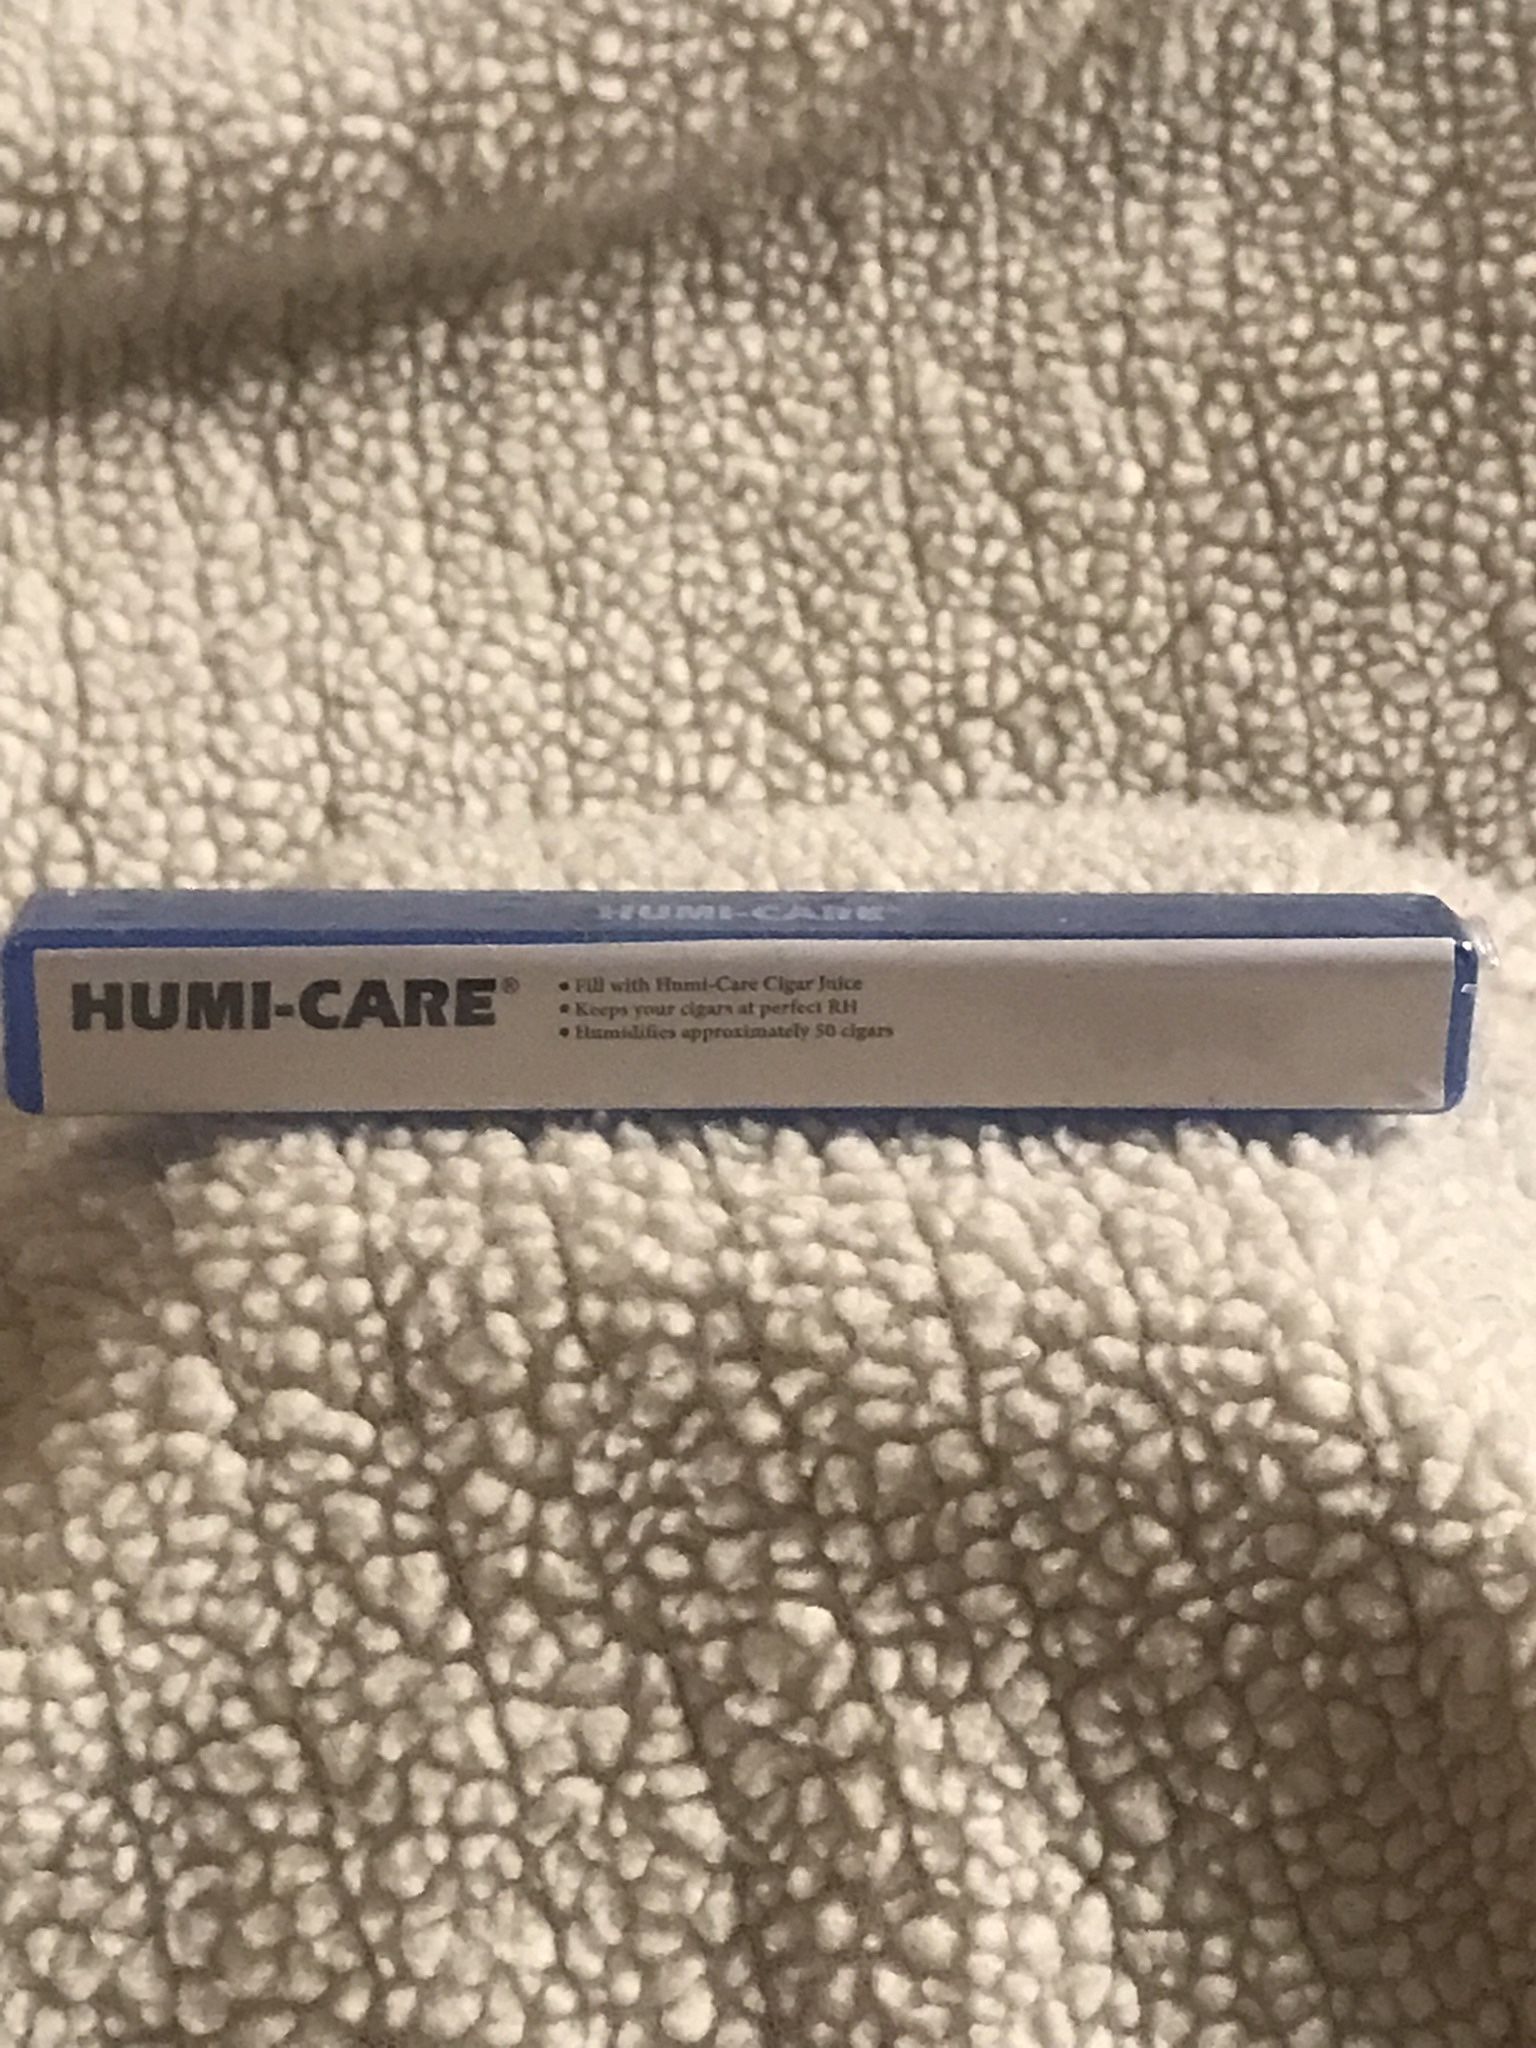 HUMI-CARE
HUMI-CARE®
• Fill with Humi-Care Cigar Juice
• Keeps your cigars at perfect RH
• Humidifies approximately 50 cigars